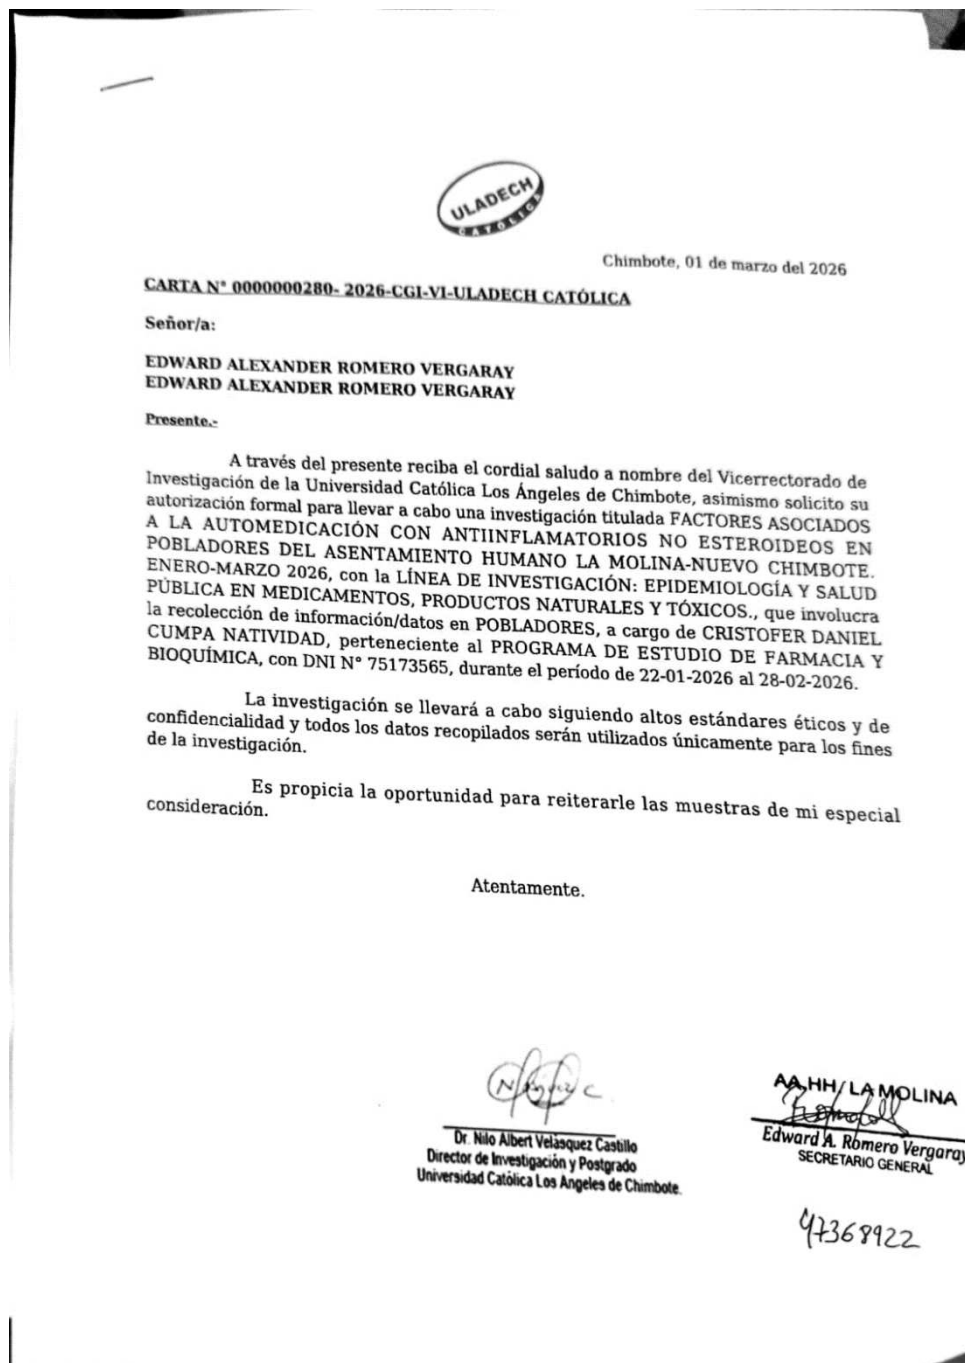 ULADECH
CATÓLICA
Chimbote, 01 de marzo del 2026
CARTA N° 0000000280- 2026-CGI-VI-ULADECH CATÓLICA
Señor/a:
EDWARD ALEXANDER ROMERO VERGARAY
EDWARD ALEXANDER ROMERO VERGARAY
Presente.-
A través del presente reciba el cordial saludo a nombre del Vicerrectorado de
Investigación de la Universidad Católica Los Ángeles de Chimbote, asimismo solicito su
autorización formal para llevar a cabo una investigación titulada FACTORES ASOCIADOS
A LA AUTOMEDICACIÓN CON ANTIINFLAMATORIOS NO ESTEROIDEOS EN
POBLADORES DEL ASENTAMIENTO HUMANO LA MOLINA-NUEVO CHIMBOTE.
ENERO-MARZO 2026, con la LÍNEA DE INVESTIGACIÓN: EPIDEMIOLOGÍA Y SALUD
PÚBLICA EN MEDICAMENTOS, PRODUCTOS NATURALES Y TÓXICOS., que involucra
la recolección de información/datos en POBLADORES, a cargo de CRISTOFER DANIEL
CUMPA NATIVIDAD, perteneciente al PROGRAMA DE ESTUDIO DE FARMACIA Y
BIOQUÍMICA, con DNI N° 75173565, durante el período de 22-01-2026 al 28-02-2026.
La investigación se llevará a cabo siguiendo altos estándares éticos y de
confidencialidad y todos los datos recopilados serán utilizados únicamente para los fines
de la investigación.
Es propicia la oportunidad para reiterarle las muestras de mi especial
consideración.
Atentamente.
Dr. Nilo Albert Velásquez Castillo
Director de Investigación y Postgrado
Universidad Católica Los Angeles de Chimbote.
AA.HH/ LA MOLINA
Edward A. Romero Vergaray
SECRETARIO GENERAL
47368922